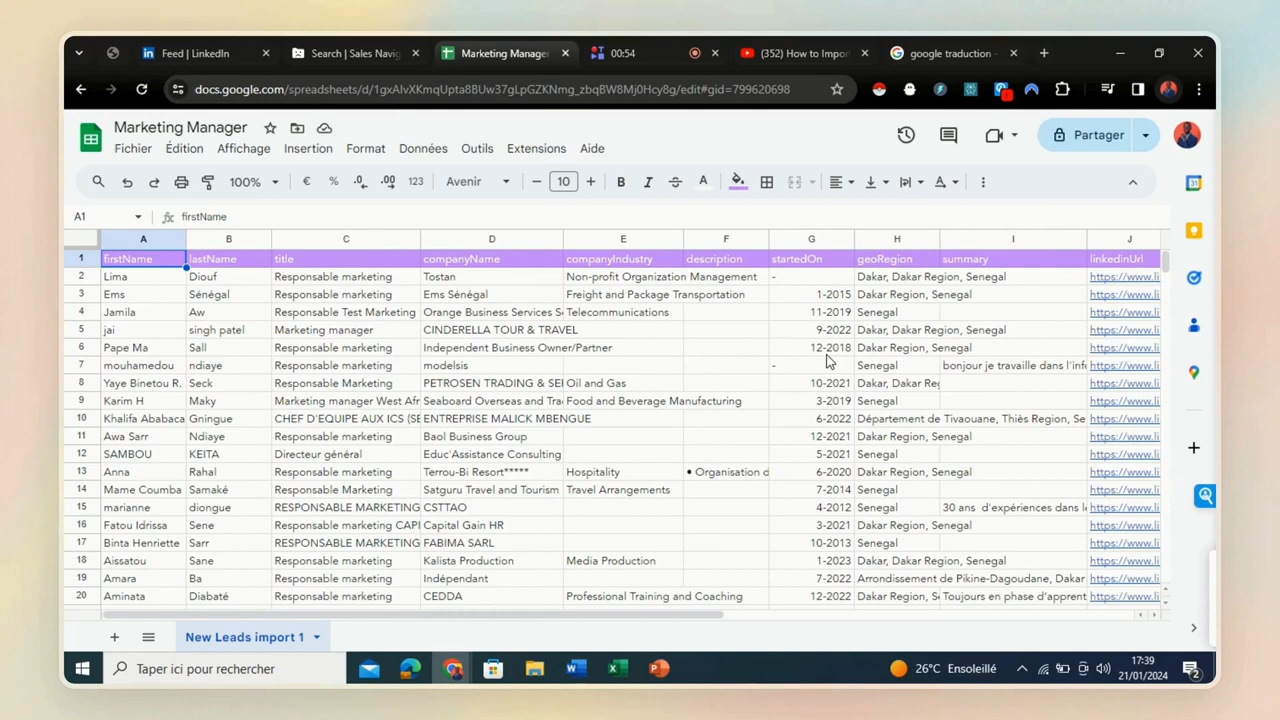 Feed | LinkedIn
Search | Sales Navig
Marketing Manager
00:54
(352) How to Impor
google traduction -
docs.google.com/spreadsheets/d/1gxAIvXKmqUpta8BUw37gLpGZKNmg_zbqBW8Mj0Hcy8g/edit#gid=799620698
Marketing Manager
Partager
Fichier Édition Affichage Insertion Format Données Outils Extensions Aide
100% € % .0 .00 123 Avenir 10 B I A
A1 fx firstName
A B C D E F G H I J
1 firstName lastName title companyName companyIndustry description startedOn geoRegion summary linkedinUrl
2 Lima Diouf Responsable marketing Tostan Non-profit Organization Management - Dakar, Dakar Region, Senegal https://www.li
3 Ems Sénégal Responsable marketing Ems Sénégal Freight and Package Transportation 1-2015 Dakar Region, Senegal https://www.li
4 Jamila Aw Responsable Test Marketing Orange Business Services S Telecommunications 11-2019 Senegal https://www.li
5 jai singh patel Marketing manager CINDERELLA TOUR & TRAVEL 9-2022 Dakar, Dakar Region, Senegal https://www.li
6 Pape Ma Sall Responsable marketing Independent Business Owner/Partner 12-2018 Dakar Region, Senegal https://www.li
7 mouhamedou ndiaye Responsable marketing modelsis - Senegal bonjour je travaille dans l'info https://www.li
8 Yaye Binetou R. Seck Responsable marketing PETROSEN TRADING & SE Oil and Gas 10-2021 Dakar, Dakar Reg https://www.li
9 Karim H Maky Marketing manager West Afr Seaboard Overseas and Tra Food and Beverage Manufacturing 3-2019 Senegal https://www.li
10 Khalifa Ababaca Gningue CHEF D'EQUIPE AUX ENTREPRISE MALICK MBENGUE 6-2022 Département de Tivaouane, Thiès Region, Se https://www.li
11 Awa Sarr Ndiaye Responsable marketing Baol Business Group 12-2021 Dakar Region, Senegal https://www.li
12 SAMBOU KEITA Directeur général Educ'Assistance Consulting 5-2021 Senegal https://www.li
13 Anna Rahal Responsable marketing Terrou-Bi Resort***** Hospitality • Organisation d 6-2020 Dakar Region, Senegal https://www.li
14 Mame Coumba Samaké Responsable Marketing Satguru Travel and Tourism Travel Arrangements 7-2014 Senegal https://www.li
15 marianne diongue RESPONSABLE MARKETING CSTTAO 4-2012 Senegal 30 ans d'expériences dans le https://www.li
16 Fatou Idrissa Sene Responsable marketing CAPI Capital Gain HR 3-2021 Senegal https://www.li
17 Binta Henriette Sarr RESPONSABLE MARKETING FABIMA SARL 10-2013 Senegal https://www.li
18 Aissatou Sane Responsable marketing Kalista Production Media Production 1-2023 Dakar, Dakar Region, Senegal https://www.li
19 Amara Ba Responsable marketing Indépendant 7-2022 Arrondissement de Pikine-Dagoudane, Dakar https://www.li
20 Aminata Diabaté Responsable marketing CEDDA Professional Training and Coaching 12-2022 Dakar Region, S Toujours en phase d'apprent https://www.li
New Leads import 1
Taper ici pour rechercher
26°C Ensoleillé
17:39
21/01/2024
2